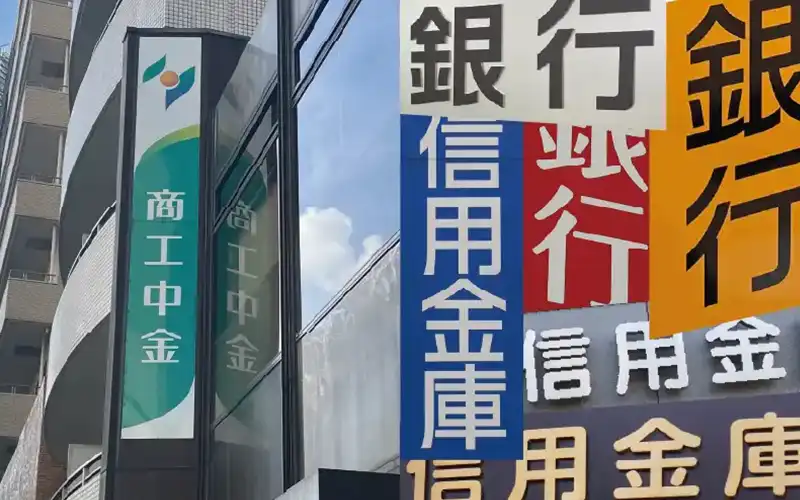 商工中金
商工中金
銀行
銀行
信用金庫
銀行
信用金
信用金庫